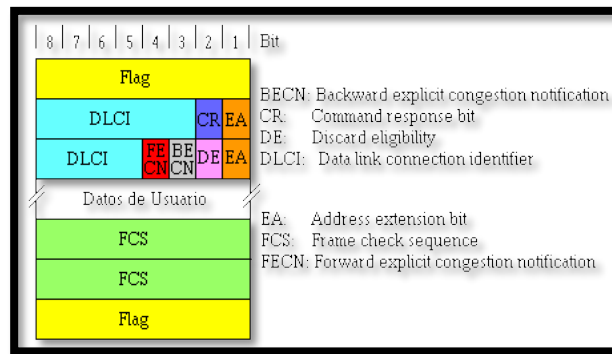 8 7 6 5 4 3 2 1 Bit
Flag
BECN: Backward explicit congestion notification
DLCI CR EA
CR: Command response bit
DE: Discard eligibility
DLCI FE CN BE CN DE EA
DLCI: Data link connection identifier
Datos de Usuario
EA: Address extension bit
FCS
FCS: Frame check sequence
FECN: Forward explicit congestion notification
FCS
Flag